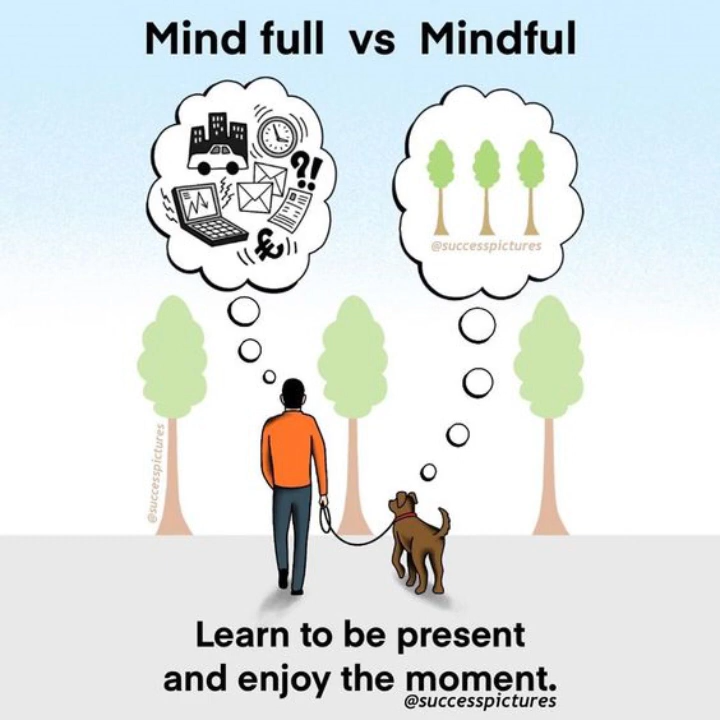 Mind full vs Mindful
?!
£
@successpictures
@successpictures
Learn to be present
and enjoy the moment.
@successpictures